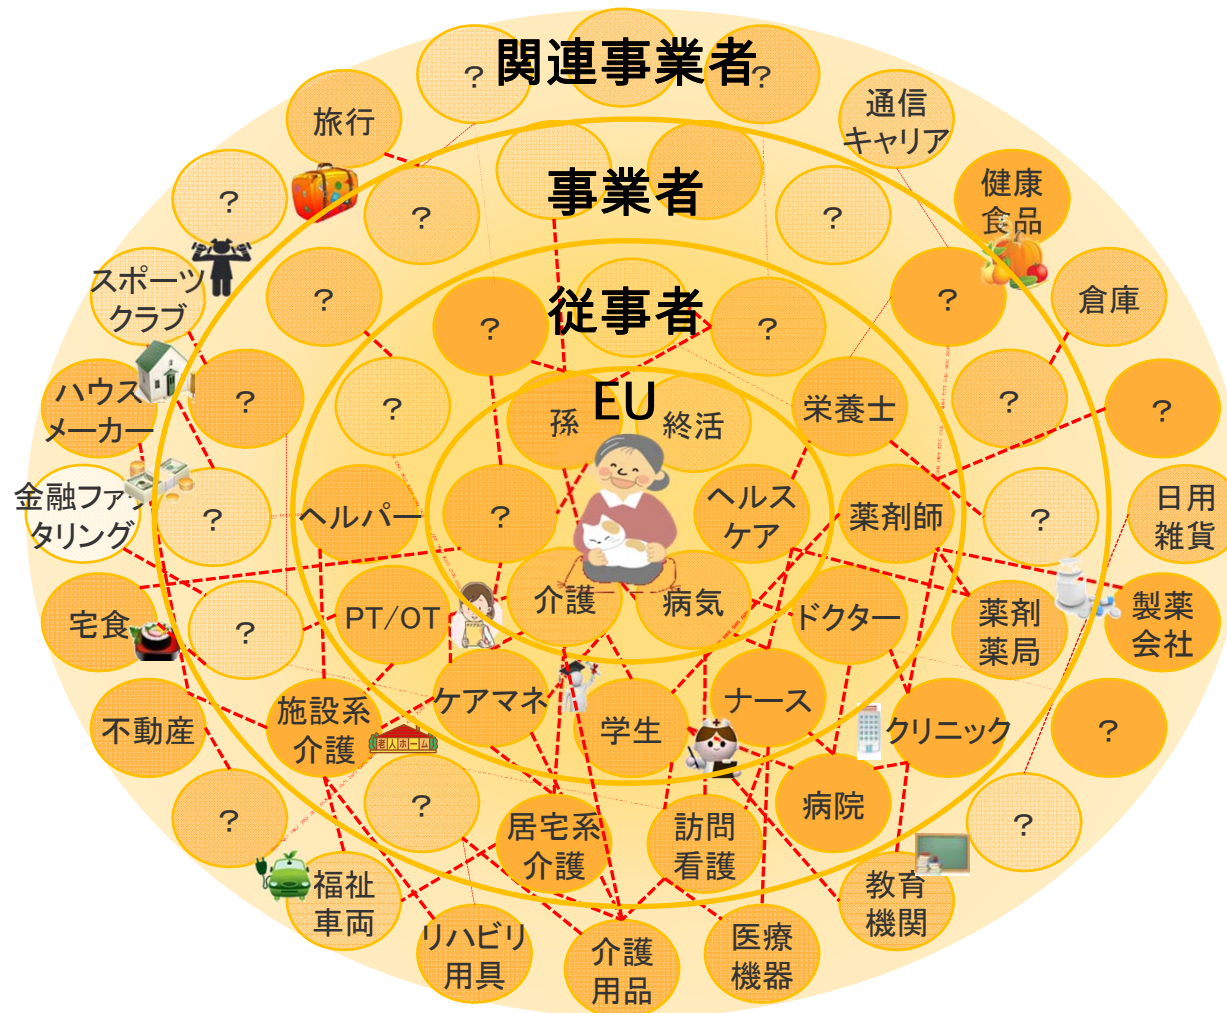 関連事業者
?
?
旅行
通信
キャリア
事業者
?
?
?
健康
食品
スポーツ
クラブ
?
?
従事者
?
?
倉庫
ハウス
メーカー
?
?
EU
孫
終活
栄養士
?
?
金融ファク
タリング
?
ヘルパー
?
ヘルス
ケア
薬剤師
?
日用
雑貨
宅食
?
PT/OT
介護
病気
ドクター
薬剤
薬局
製薬
会社
不動産
施設系
介護
老人ホーム
ケアマネ
学生
ナース
クリニック
?
?
?
居宅系
介護
訪問
看護
病院
?
福祉
車両
リハビリ
用具
介護
用品
医療
機器
教育
機関